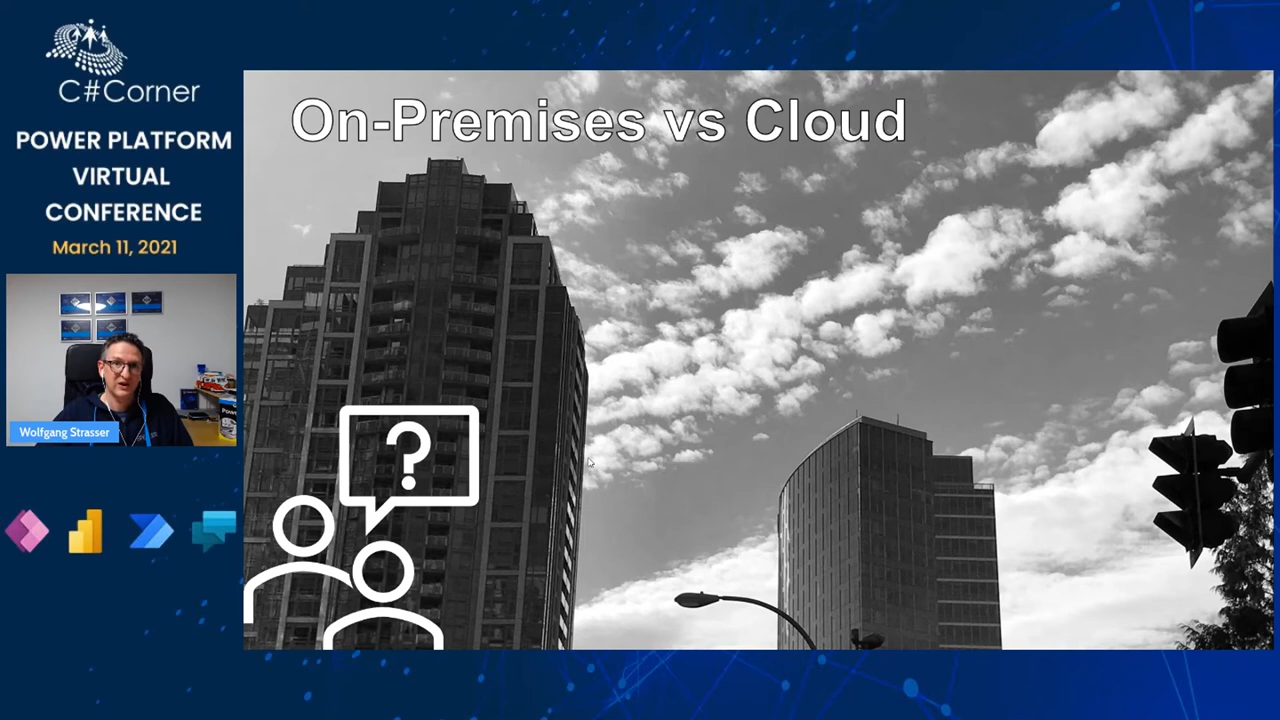 C#Corner
POWER PLATFORM
VIRTUAL
CONFERENCE
March 11, 2021
Wolfgang Strasser
On-Premises vs Cloud
?